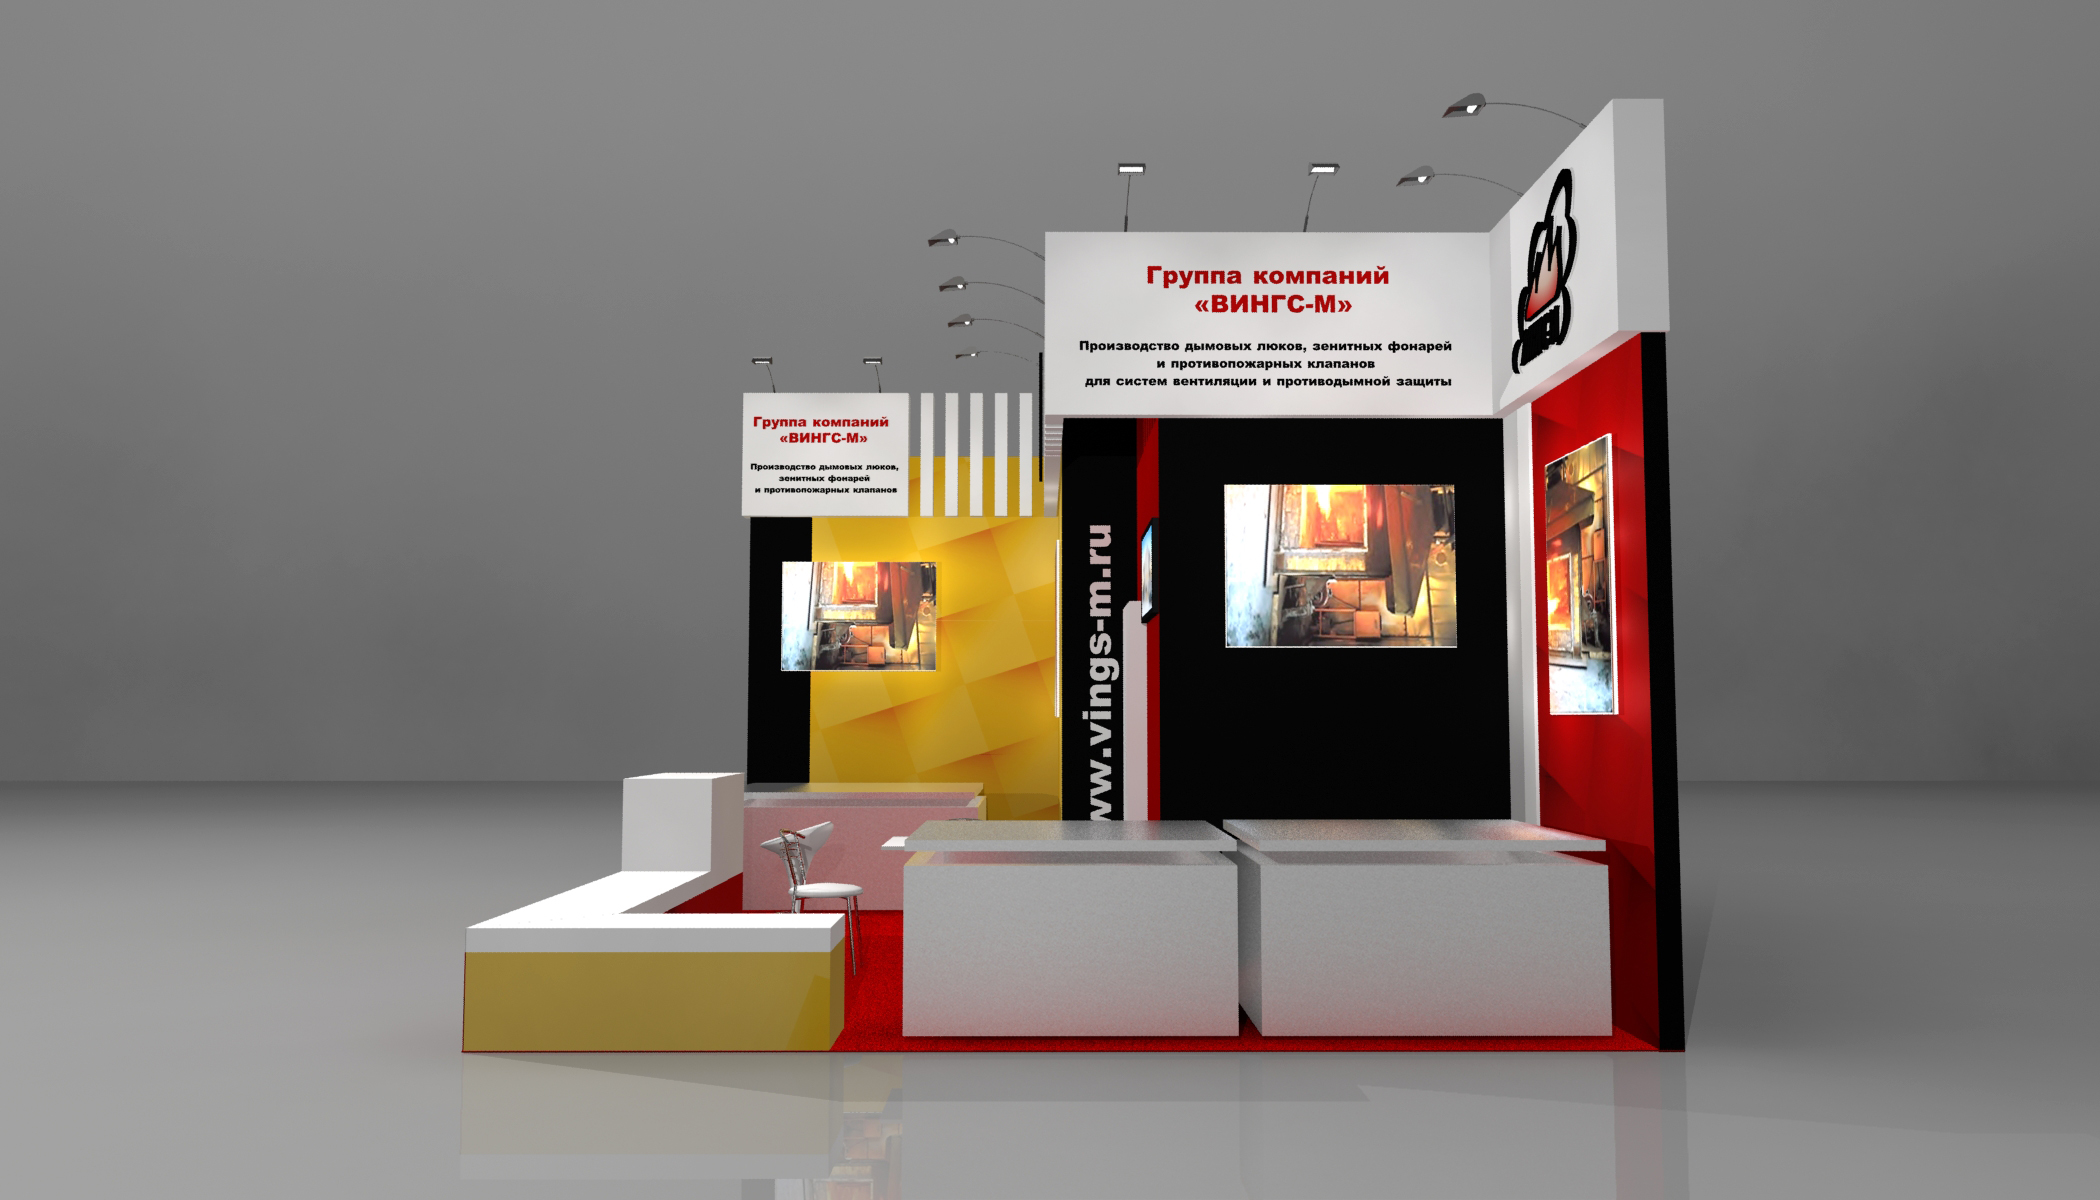 Группа компаний
«ВИНГС-М»
Производство дымовых люков, зенитных фонарей
и противопожарных клапанов
для систем вентиляции и противодымной защиты
Группа компаний
«ВИНГС-М»
Производство дымовых люков,
зенитных фонарей
и противопожарных клапанов
ww.vings-m.ru